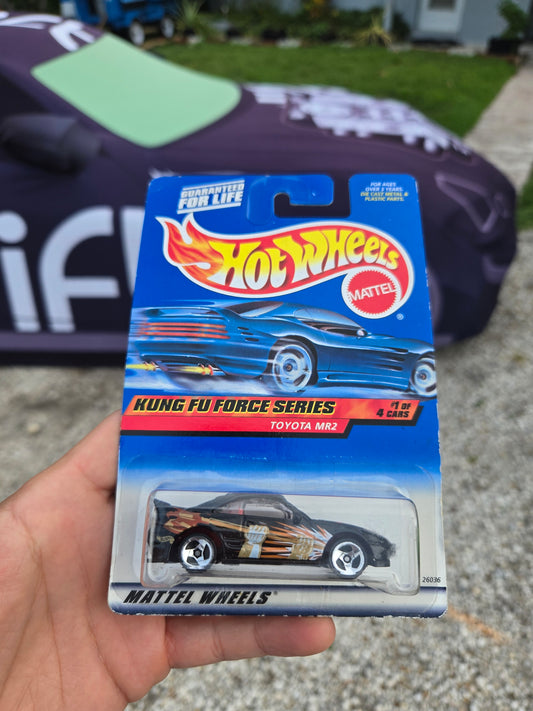 GUARANTEED
FOR LIFE
FOR AGES
OVER 3 YEARS.
DIE CAST METAL &
PLASTIC PARTS.
HOT WHEELS
MATTEL
®
KUNG FU FORCE SERIES
#1 OF
4 CARS
TOYOTA MR2
26036
MATTEL WHEELS